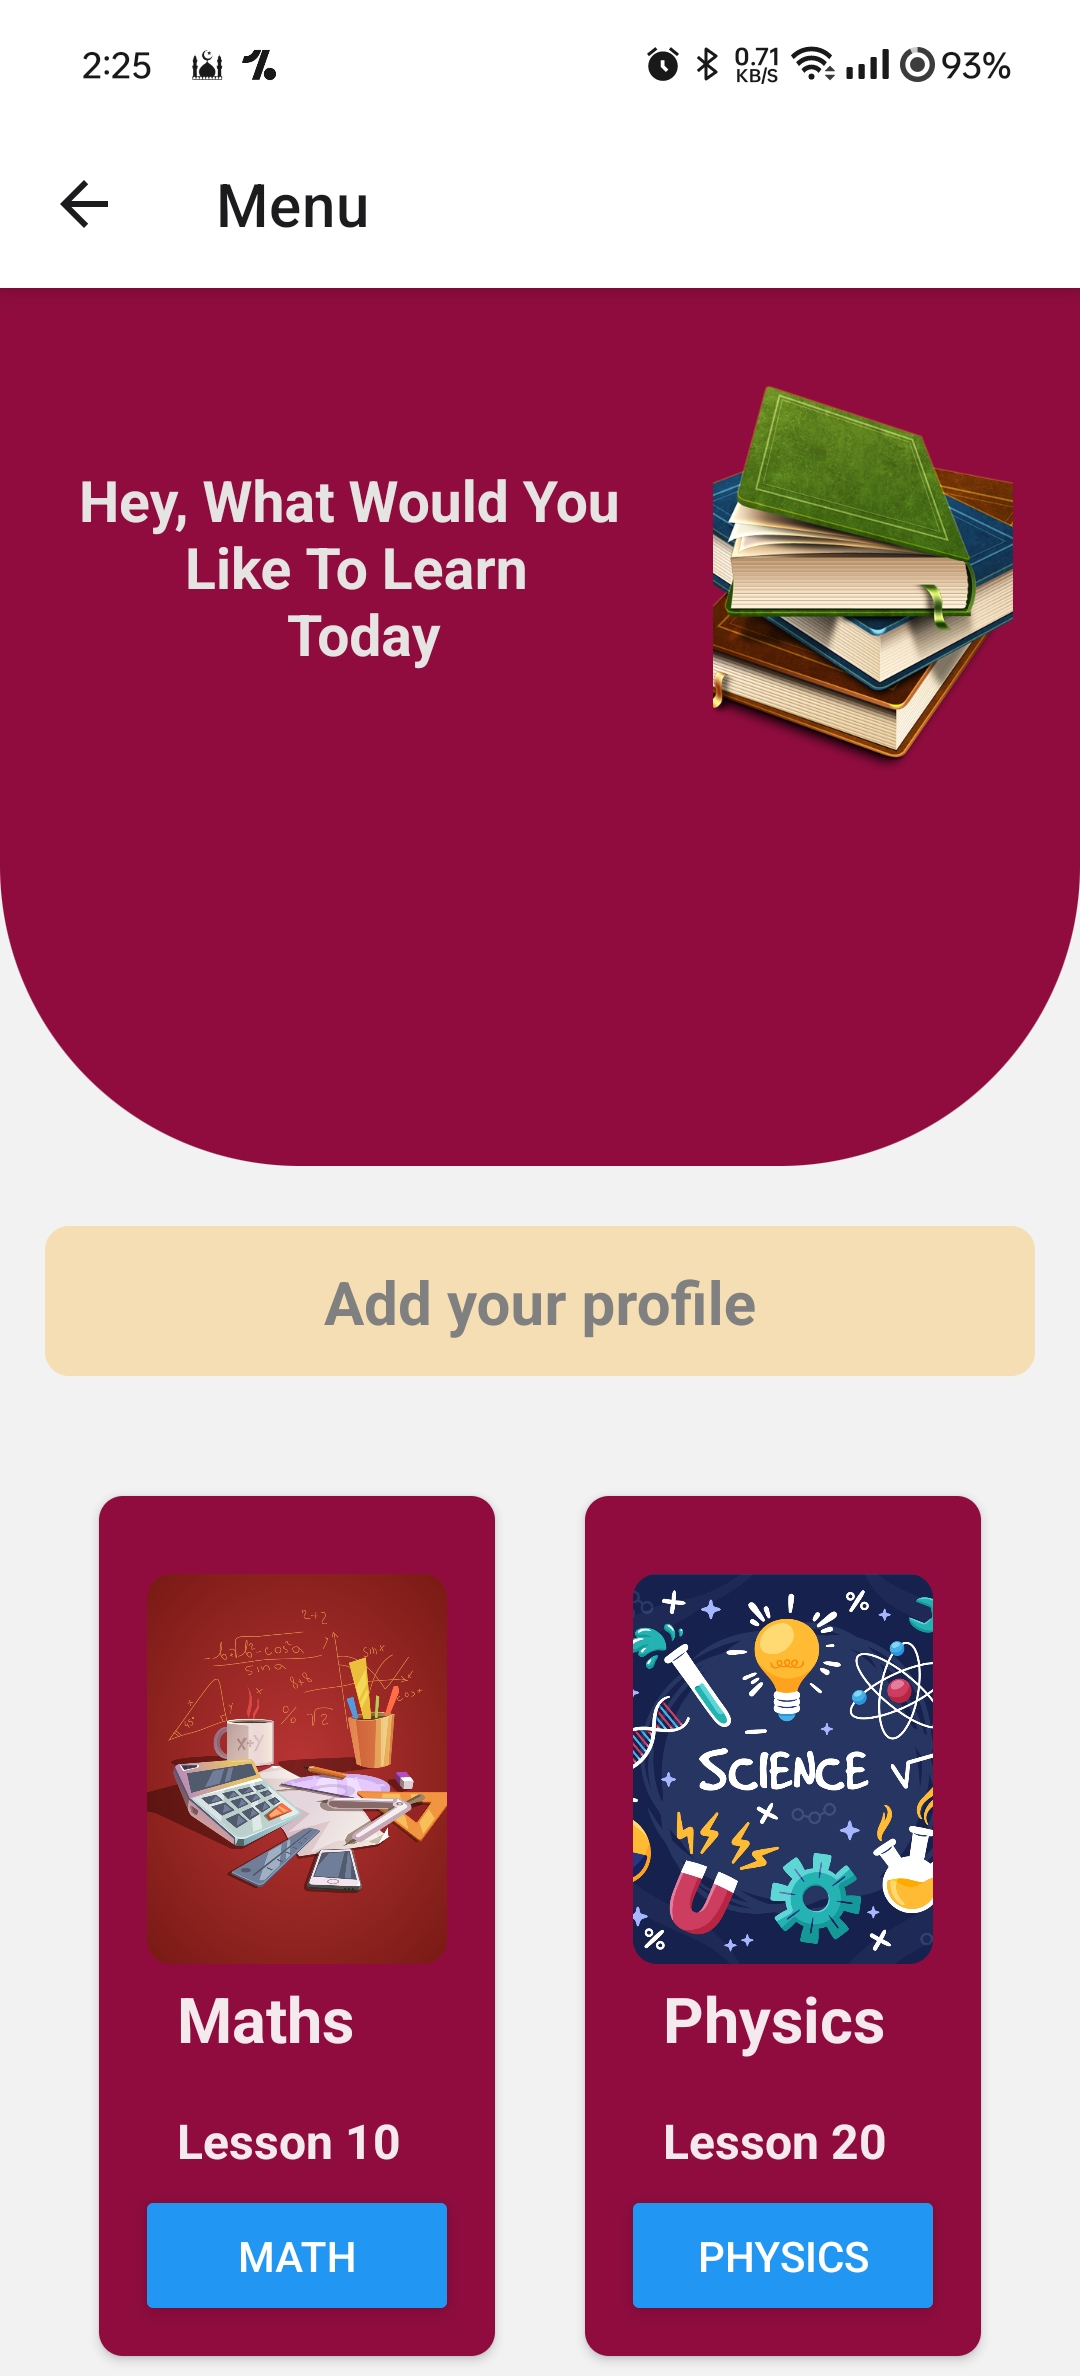 2:25
0.71
KB/S
93%
Menu
Hey, What Would You
Like To Learn
Today
Add your profile
SCIENCE
Maths
Physics
Lesson 10
Lesson 20
MATH
PHYSICS